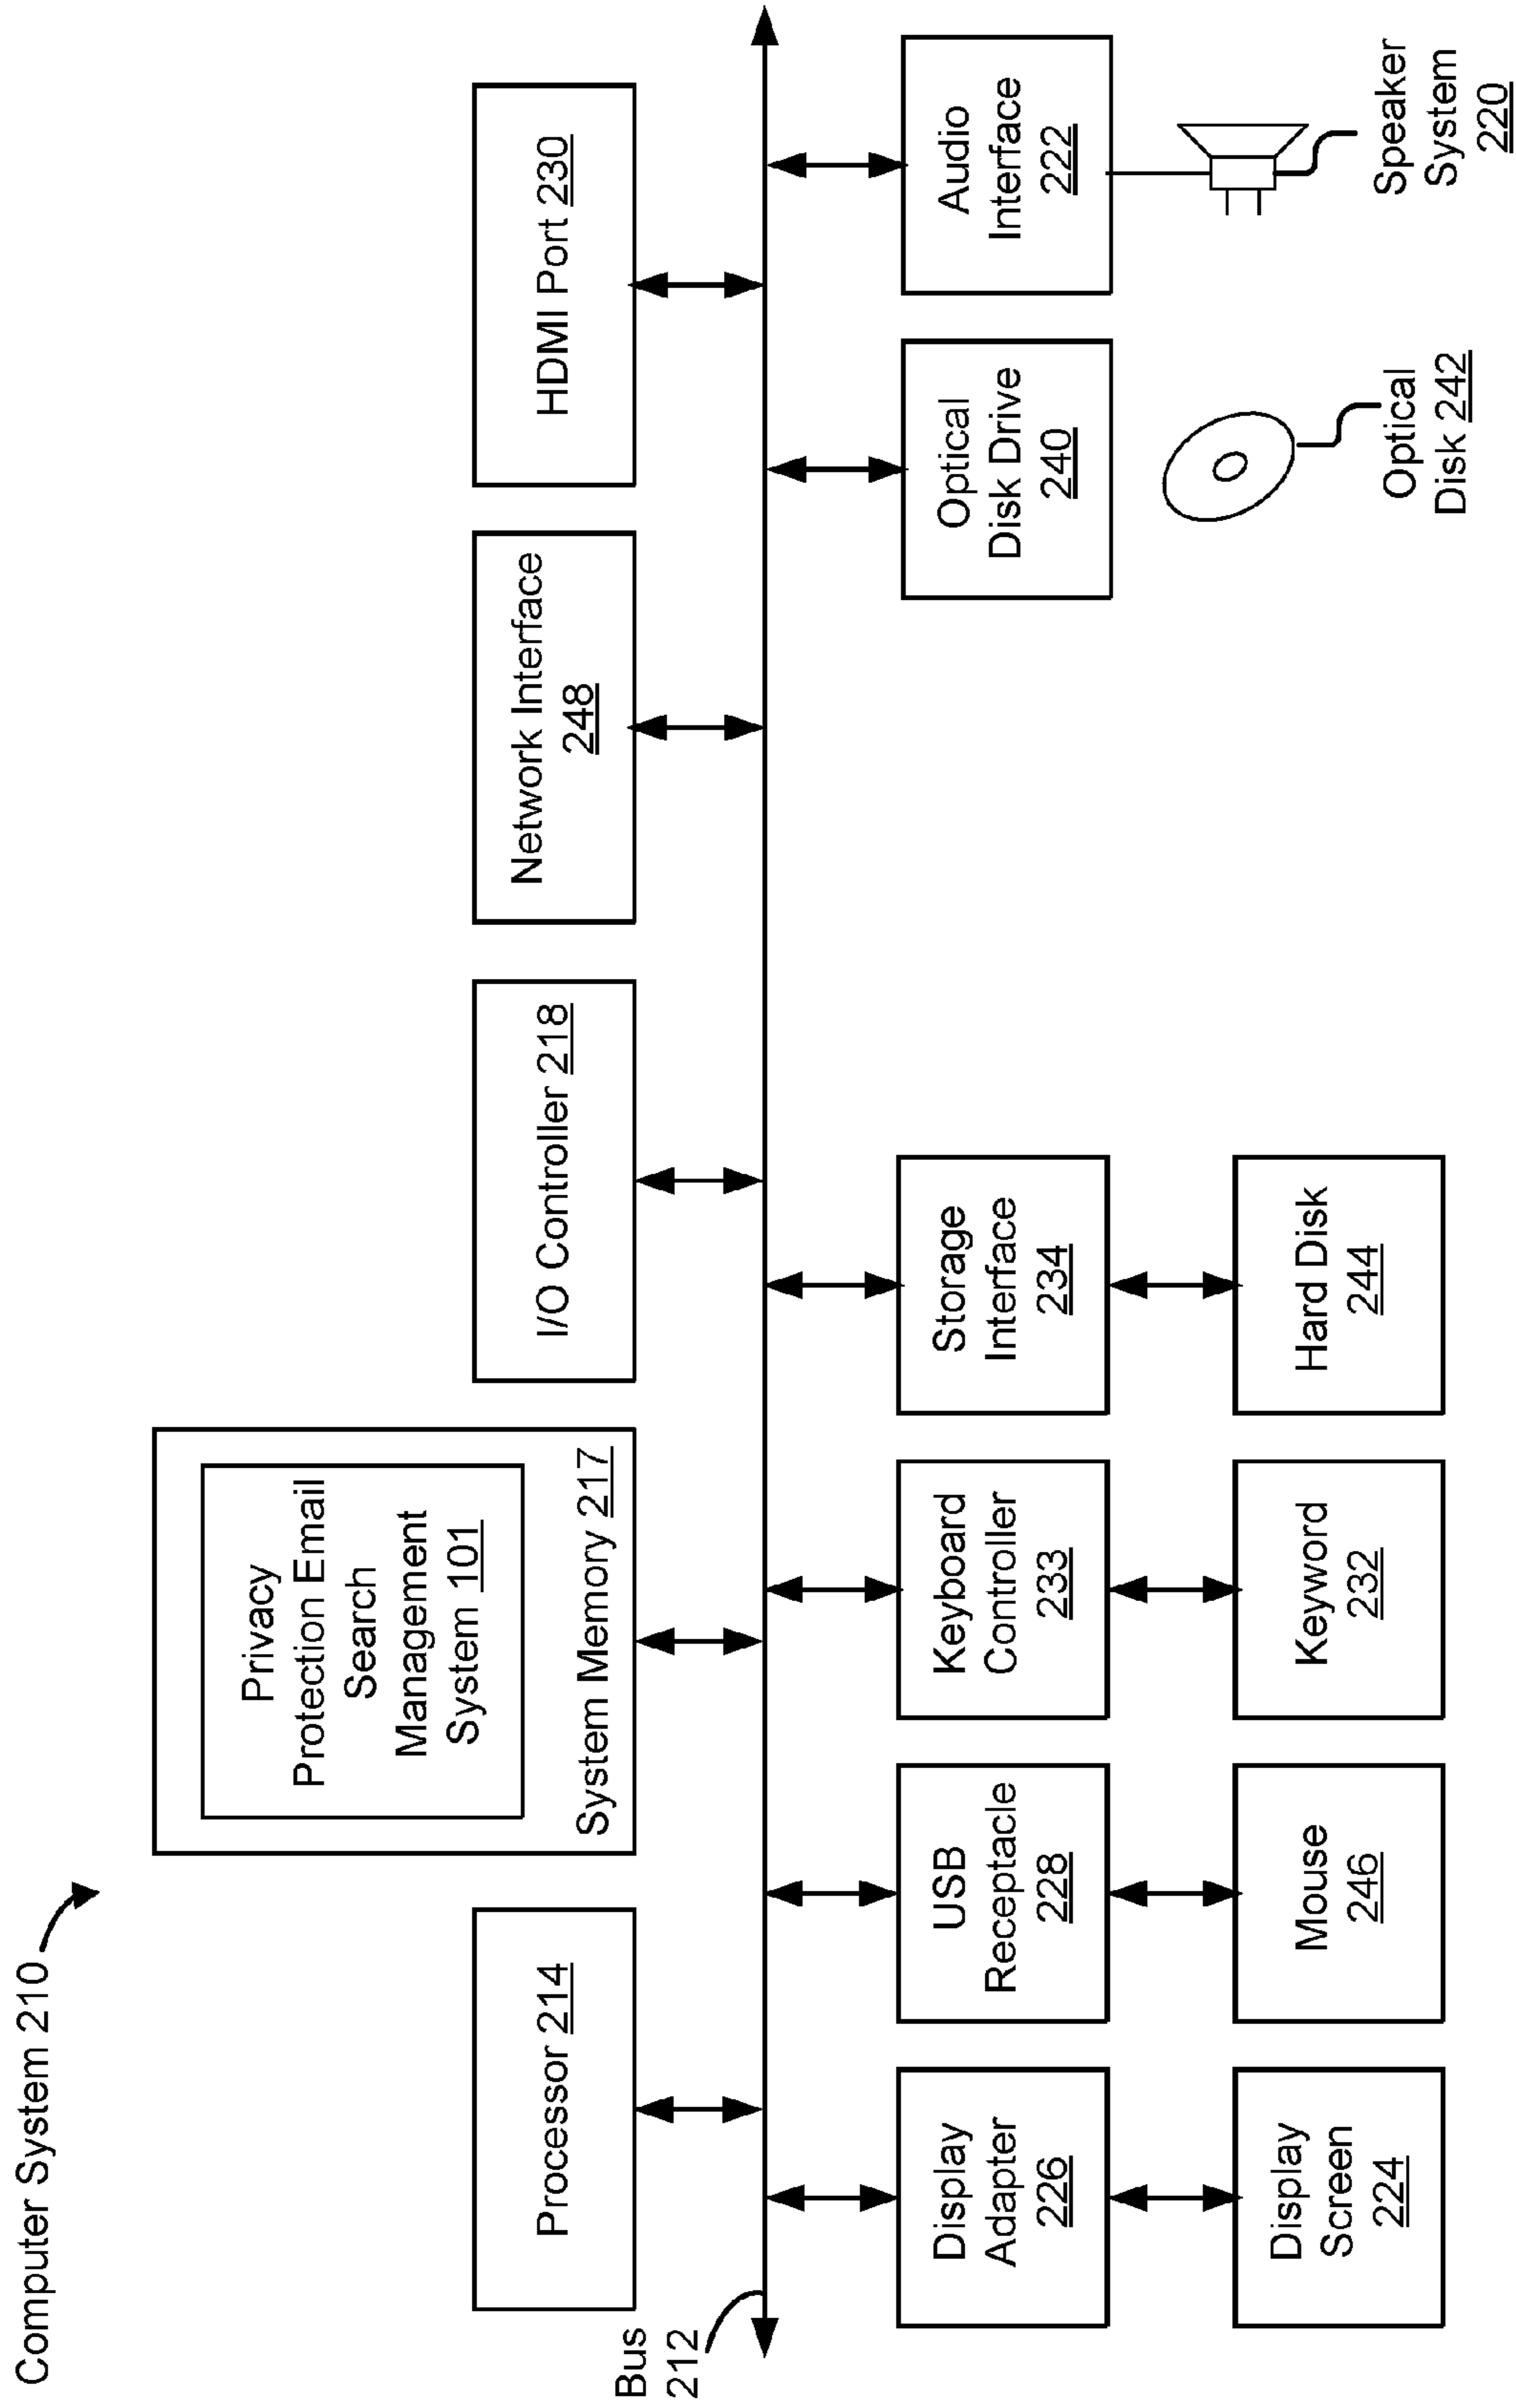 Computer System 210
Privacy
Protection Email
Search
Management
System 101
System Memory 217
Processor 214
I/O Controller 218
Network Interface
248
HDMI Port 230
Bus
212
Display
Adapter
226
USB
Receptacle
228
Keyboard
Controller
233
Storage
Interface
234
Optical
Disk Drive
240
Audio
Interface
222
Display
Screen
224
Mouse
246
Keyword
232
Hard Disk
244
Optical
Disk 242
Speaker
System
220